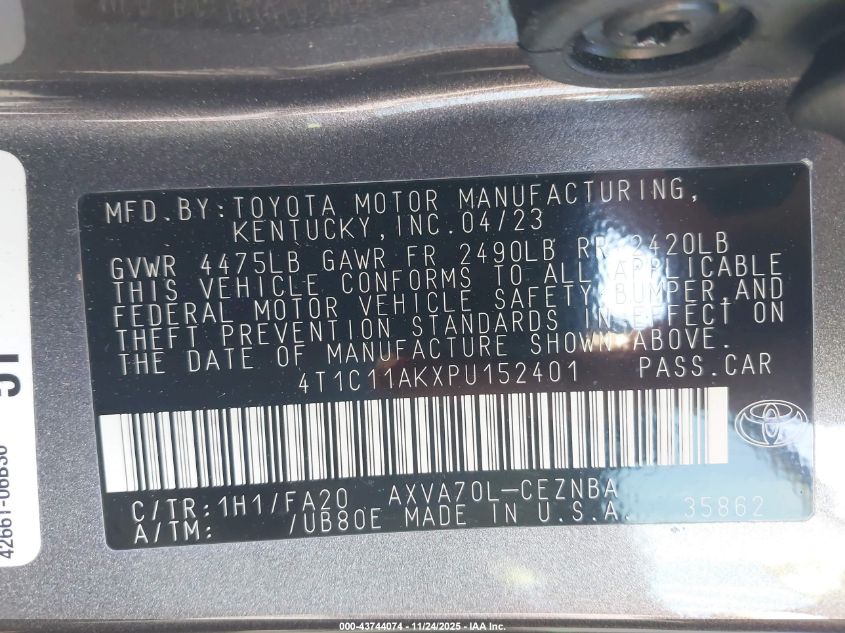 MFD.BY:TOYOTA MOTOR MANUFACTURING,
KENTUCKY,INC.04/23
GVWR 4475LB GAWR FR 2490LB RR 2420LB
THIS VEHICLE CONFORMS TO ALL APPLICABLE
FEDERAL MOTOR VEHICLE SAFETY,BUMPER,AND
THEFT PREVENTION STANDARDS IN EFFECT ON
THE DATE OF MANUFACTURE SHOWN ABOVE.
4T1C11AKXPU152401 PASS.CAR
C/TR:1H1/FA20 AXVA70L-CEZNBA
A/TM: /UB80E MADE IN U.S.A. 35862
42661-06B30
000-43744074 - 11/24/2025 - IAA Inc.